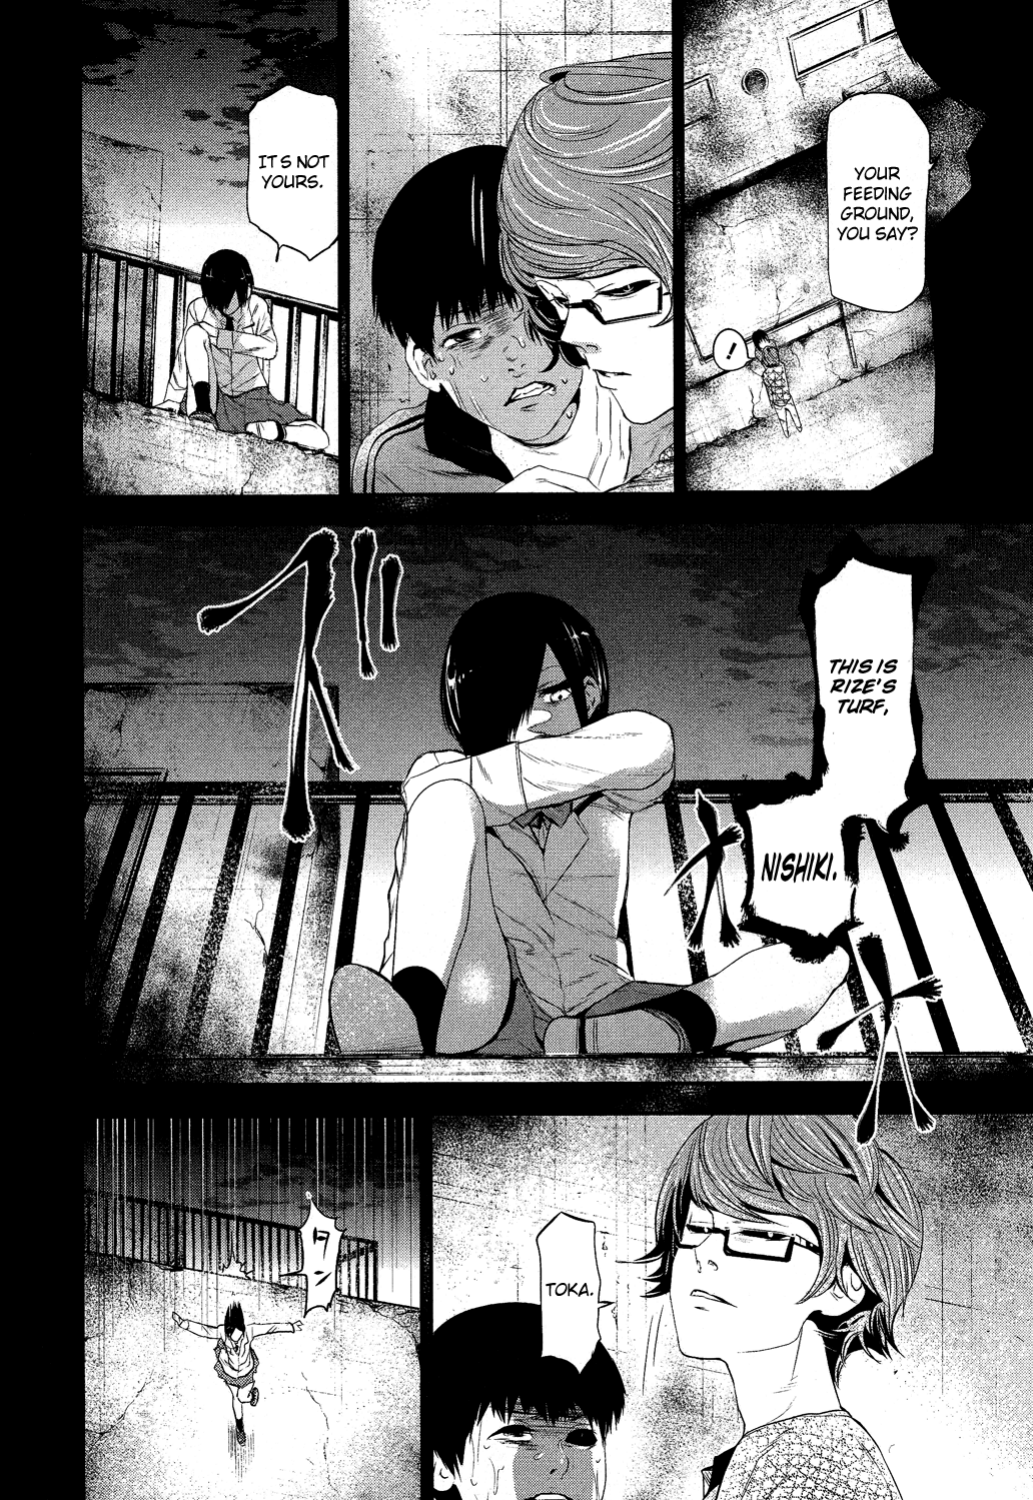 YOUR
FEEDING
GROUND,
YOU SAY?
!
IT S NOT
YOURS.
THIS IS
RIZE'S
TURF,
NISHIKI.
TOKA.